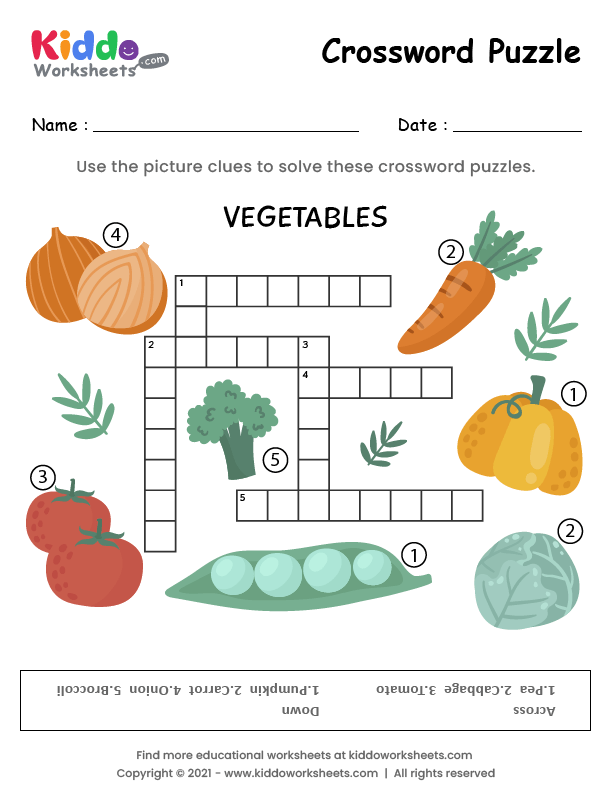 Kiddo
Worksheets
.com
Crossword Puzzle
Name :
Date :
Use the picture clues to solve these crossword puzzles.
VEGETABLES
4
2
1
2 3
4
1
5
3
5
2
1
Across
1.Pea 2.Cabbage 3.Tomato
Down
1.Pumpkin 2.Carrot 4.Onion 5.Broccoli
Find more educational worksheets at kiddoworksheets.com
Copyright © 2021 - www.kiddoworksheets.com | All rights reserved